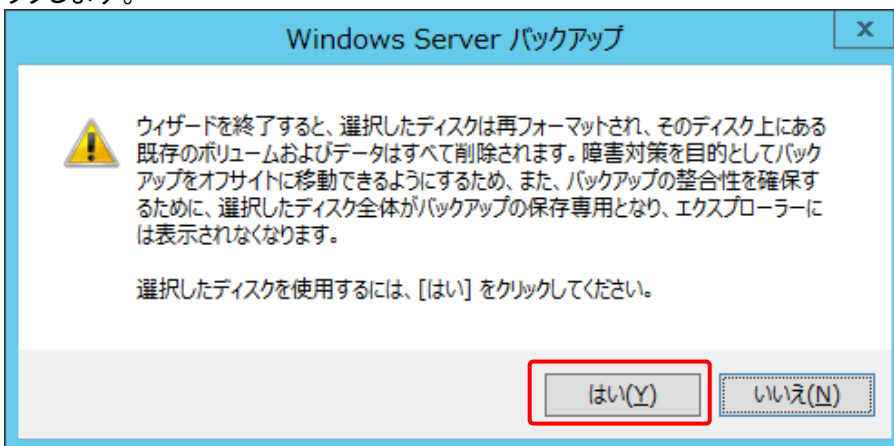 ックします。
Windows Server バックアップ
x
ウィザードを終了すると、選択したディスクは再フォーマットされ、そのディスク上にある
既存のボリュームおよびデータはすべて削除されます。障害対策を目的としてバック
アップをオフサイトに移動できるようにするため、また、バックアップの整合性を確保す
るために、選択したディスク全体がバックアップの保存専用となり、エクスプローラーに
は表示されなくなります。
選択したディスクを使用するには、[はい] をクリックしてください。
はい(Y) いいえ(N)